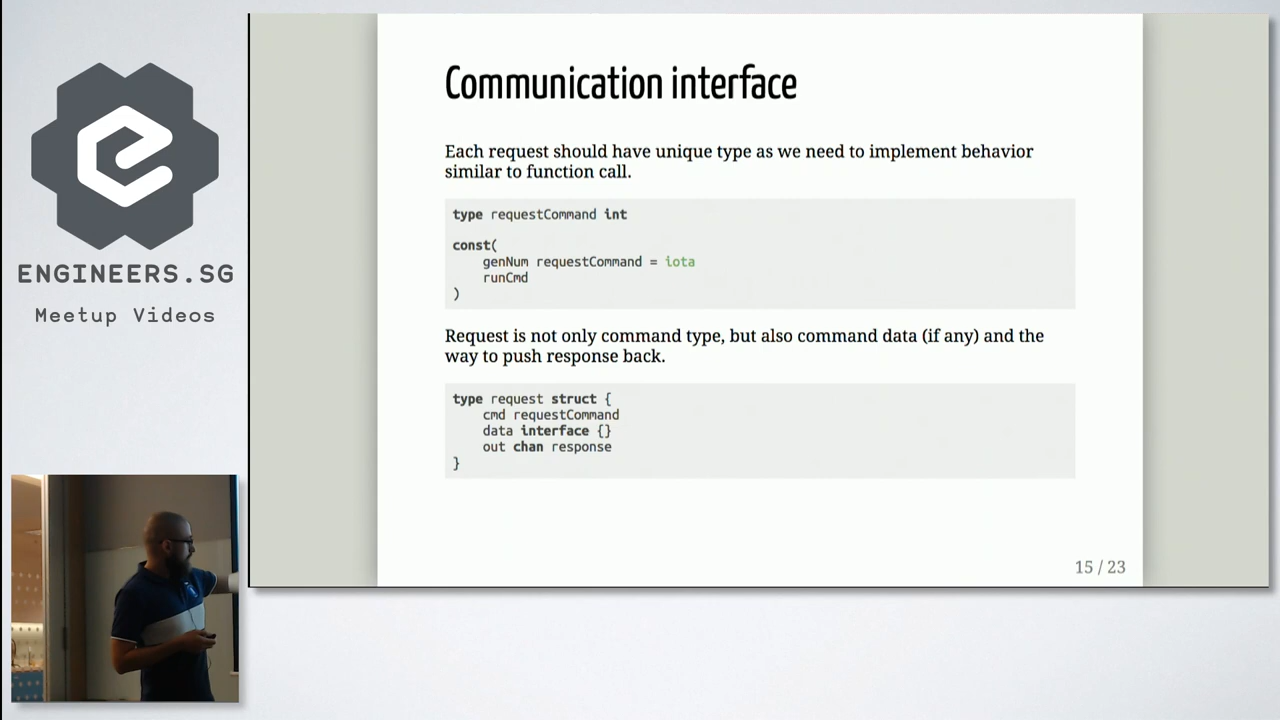 Communication interface
Each request should have unique type as we need to implement behavior
similar to function call.
type requestCommand int
const(
genNum requestCommand = iota
runCmd
)
Request is not only command type, but also command data (if any) and the
way to push response back.
type request struct {
cmd requestCommand
data interface {}
out chan response
}
15 / 23
ENGINEERS.SG
Meetup Videos